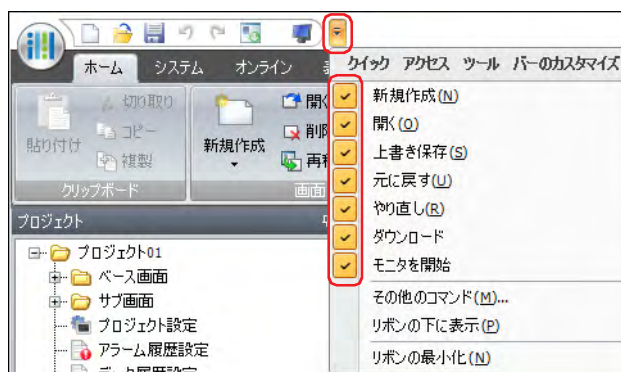 クイック アクセス ツール バーのカスタマイズ
ホーム システム オンライン
新規作成(N)
開く(O)
上書き保存(S)
元に戻す(U)
やり直し(R)
ダウンロード
モニタを開始
その他のコマンド(M)...
リボンの下に表示(P)
リボンの最小化(N)
貼り付け
切り取り
コピー
複製
クリップボード
新規作成
開く
削
再
画面
プロジェクト
プロジェクト01
ベース画面
サブ画面
プロジェクト設定
アラーム履歴設定
データ履歴設定